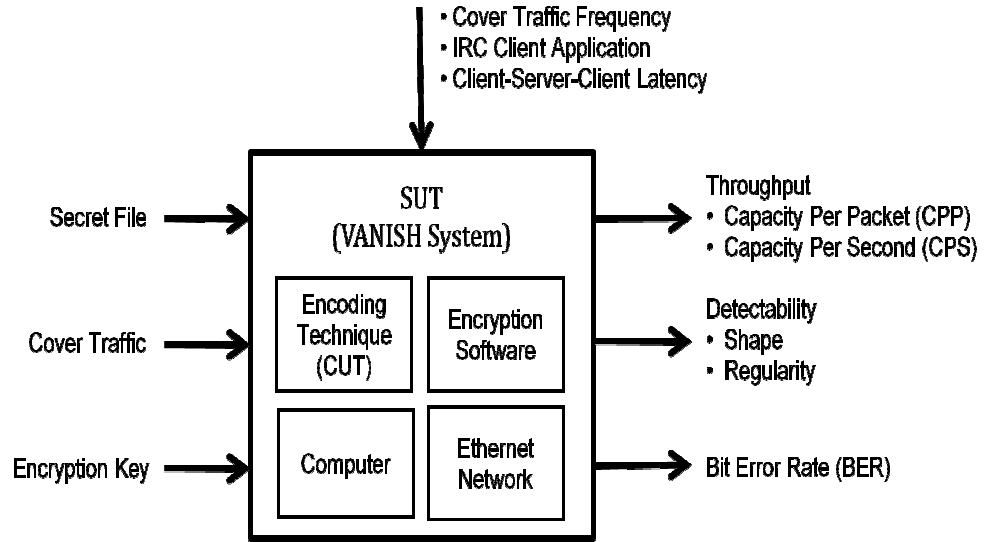 • Cover Traffic Frequency
• IRC Client Application
• Client-Server-Client Latency
Secret File
Cover Traffic
Encryption Key
SUT
(VANISH System)
Encoding
Technique
(CUT)
Encryption
Software
Computer
Ethernet
Network
Throughput
• Capacity Per Packet (CPP)
• Capacity Per Second (CPS)
Detectability
• Shape
• Regularity
Bit Error Rate (BER)